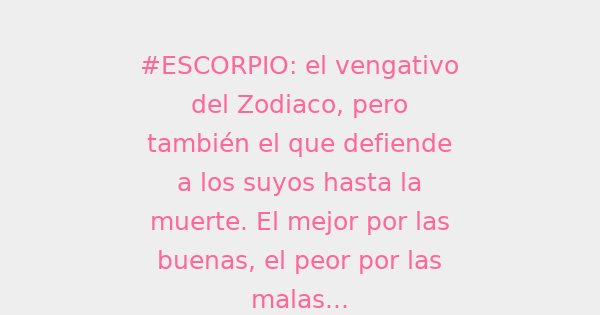 #ESCORPIO: el vengativo
del Zodiaco, pero
también el que defiende
a los suyos hasta la
muerte. El mejor por las
buenas, el peor por las
malas...